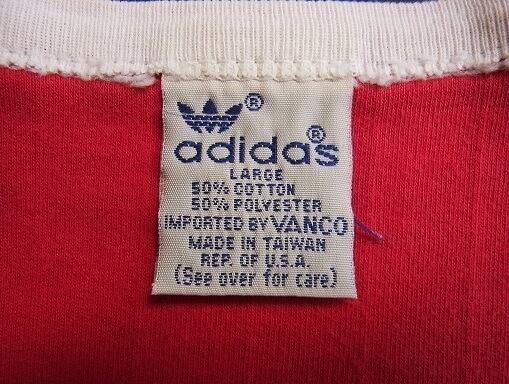 ®
adidas®
LARGE
50% COTTON
50% POLYESTER
IMPORTED BY VANCO
MADE IN TAIWAN
REP. OF U.S.A.
(See over for care)